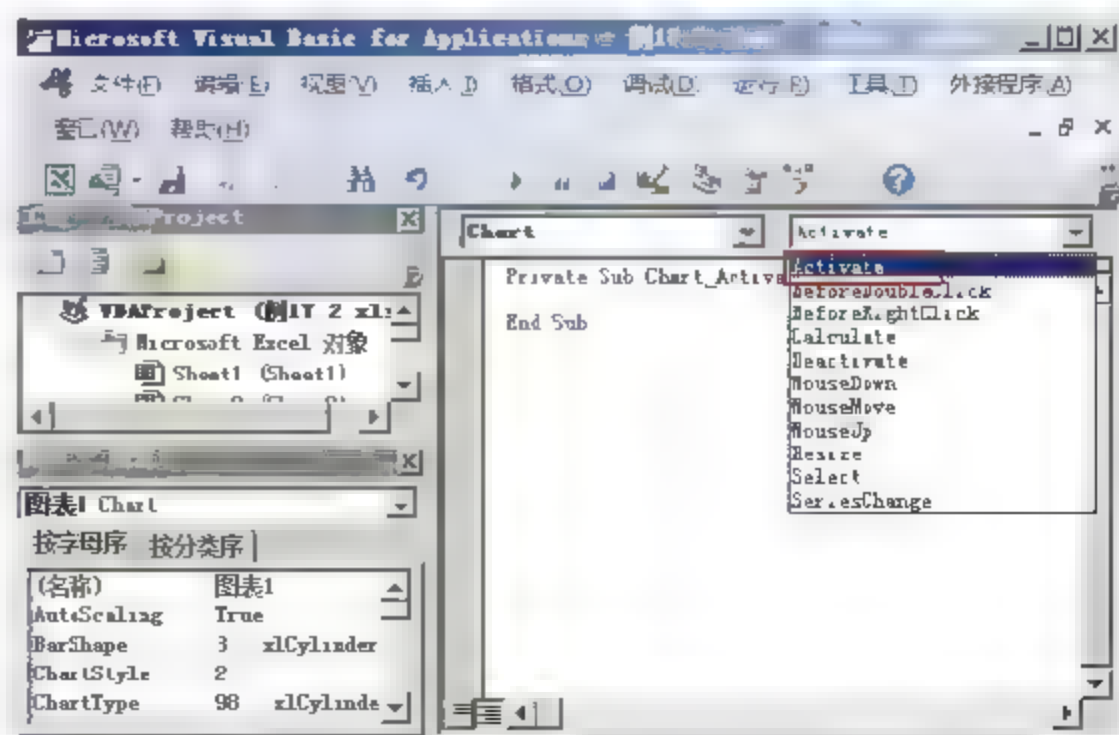 Microsoft Visual Basic for Applications -
文件(F) 编辑(E) 视图(V) 插入(I) 格式(O) 调试(D) 运行(R) 工具(T) 外接程序(A)
窗口(W) 帮助(H)
Project
Chart Activate
VBAProject (
Microsoft Excel 对象
Sheet1 (Sheet1)
Private Sub Chart_Activa
End Sub
Activate
BeforeDoubleClick
BeforeRightClick
Calculate
Deactivate
MouseDown
MouseMove
MouseUp
Resize
Select
SeriesChange
图表1 Chart
按字母序 按分类序
(名称) 图表1
AutoScaling True
BarShape 3 xlCylinder
ChartStyle 2
ChartType 98 xlCylinde